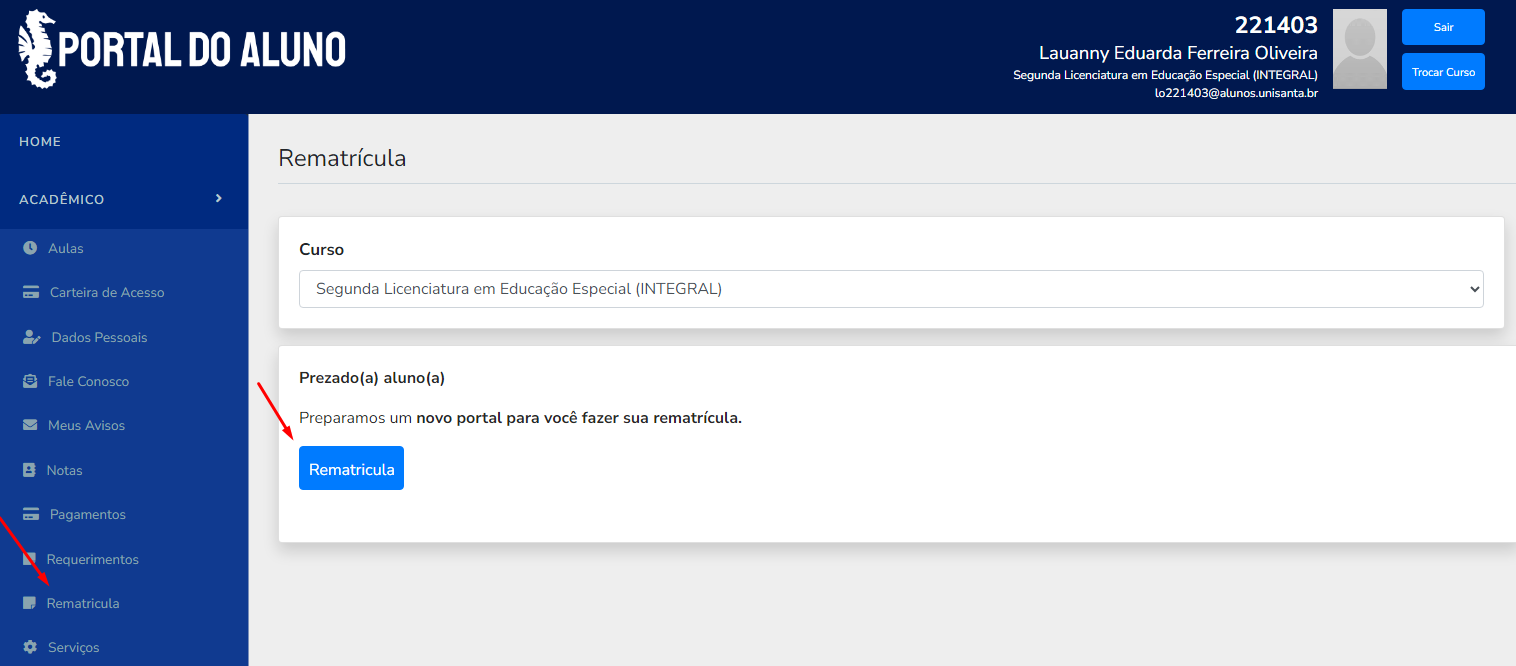 PORTAL DO ALUNO
221403
Lauanny Eduarda Ferreira Oliveira
Segunda Licenciatura em Educação Especial (INTEGRAL)
lo221403@alunos.unisanta.br
Sair
Trocar Curso
HOME
ACADÊMICO
Aulas
Carteira de Acesso
Dados Pessoais
Fale Conosco
Meus Avisos
Notas
Pagamentos
Requerimentos
Rematricula
Serviços
Rematrícula
Curso
Segunda Licenciatura em Educação Especial (INTEGRAL)
Prezado(a) aluno(a)
Preparamos um novo portal para você fazer sua rematrícula.
Rematricula